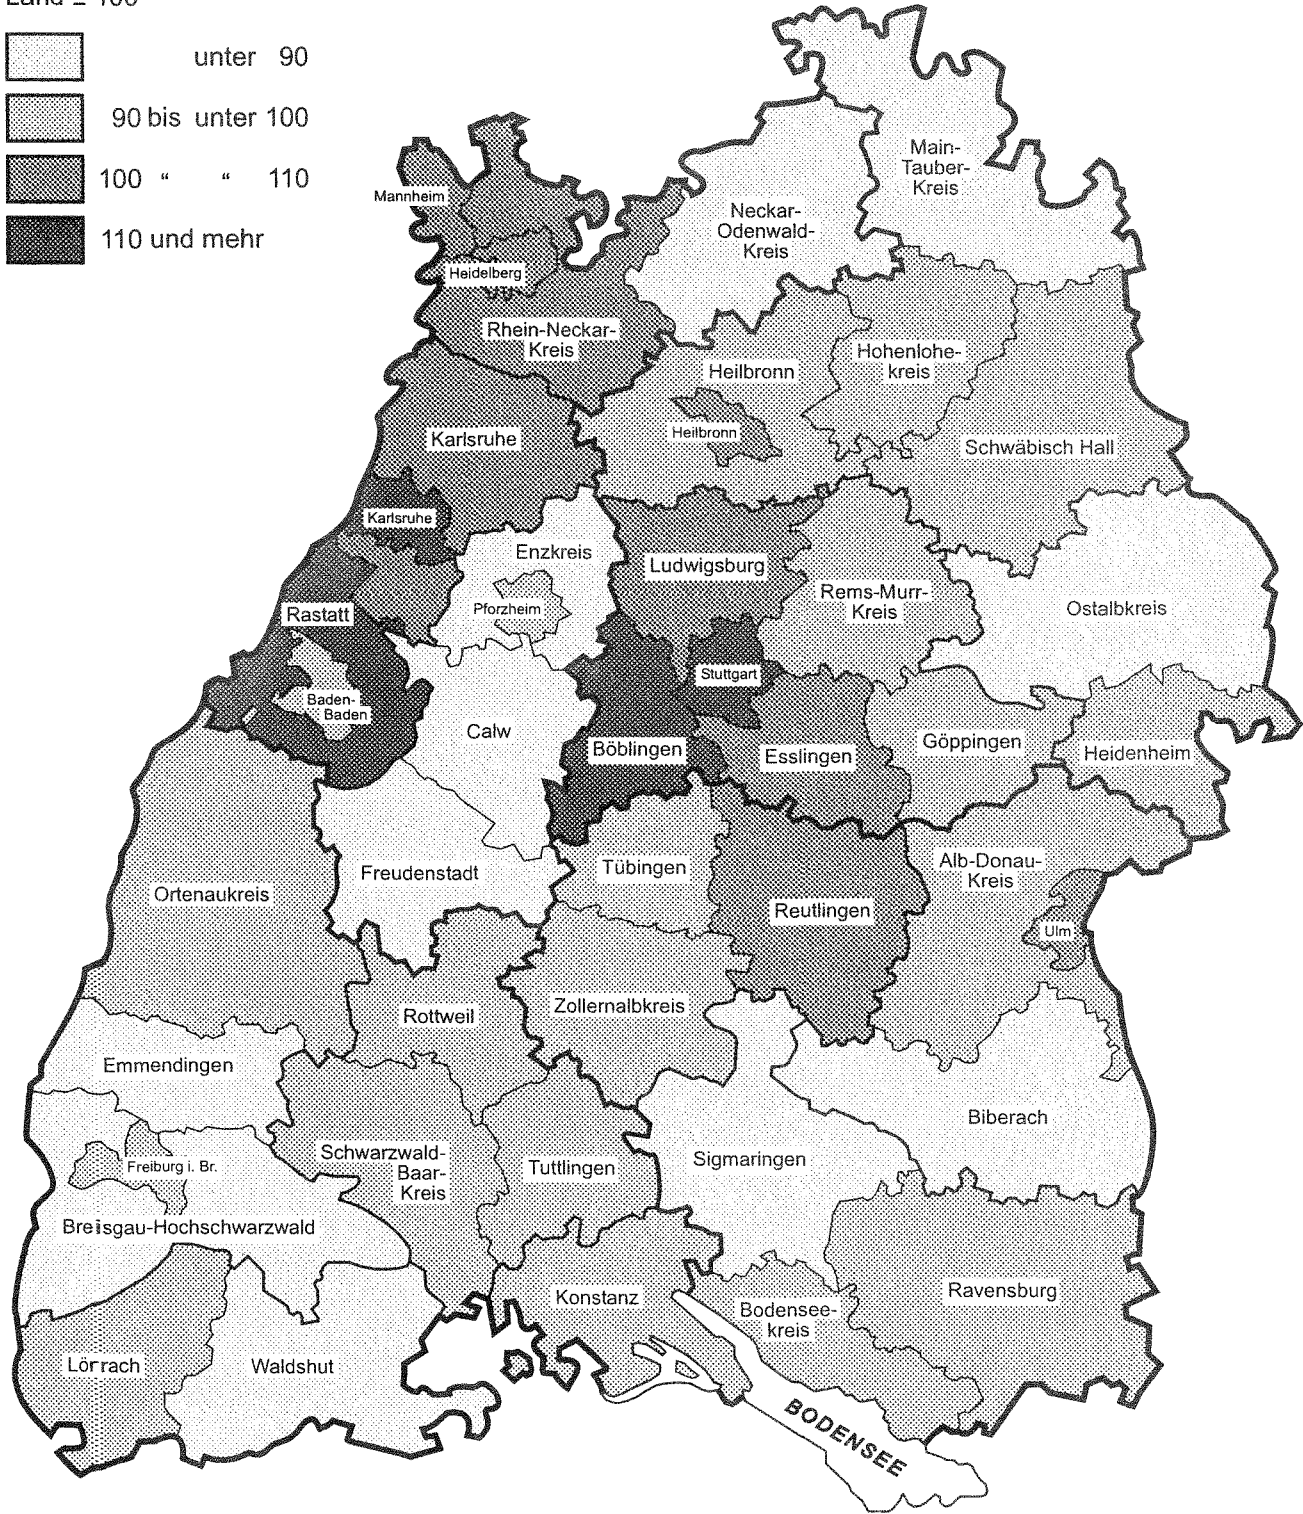 Land = 100
unter 90
90 bis unter 100
100 “ “ 110
110 und mehr
Main-
Tauber-
Kreis
Mannheim
Neckar-
Odenwald-
Kreis
Heidelberg
Rhein-Neckar-
Kreis
Hohenlohe-
kreis
Heilbronn
Heilbronn
Karlsruhe
Schwäbisch Hall
Karlsruhe
Enzkreis
Ludwigsburg
Rems-Murr-
Kreis
Ostalbkreis
Pforzheim
Rastatt
Stuttgart
Baden-
Baden
Calw
Böblingen
Esslingen
Göppingen
Heidenheim
Freudenstadt
Tübingen
Alb-Donau-
Kreis
Ortenaukreis
Reutlingen
Ulm
Rottweil
Zollernalbkreis
Emmendingen
Biberach
Schwarzwald-
Baar-
Kreis
Tuttlingen
Sigmaringen
Freiburg i. Br.
Breisgau-Hochschwarzwald
Konstanz
Bodensee-
kreis
Ravensburg
Lörrach
Waldshut
BODENSEE